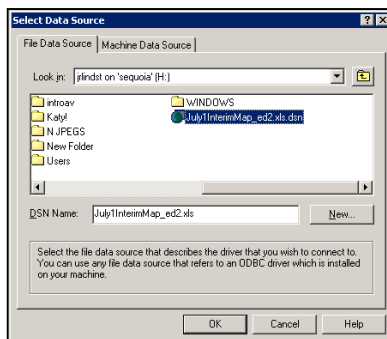 Select Data Source
File Data Source Machine Data Source
Look in: jrlindst on 'sequoia' (H:)
introav WINDOWS
Katy! July1InterimMap_ed2.xls.dsn
N JPEGS
New Folder
Users
DSN Name: July1InterimMap_ed2.xls New...
Select the file data source that describes the driver that you wish to connect to.
You can use any file data source that refers to an ODBC driver which is installed
on your machine.
OK Cancel Help